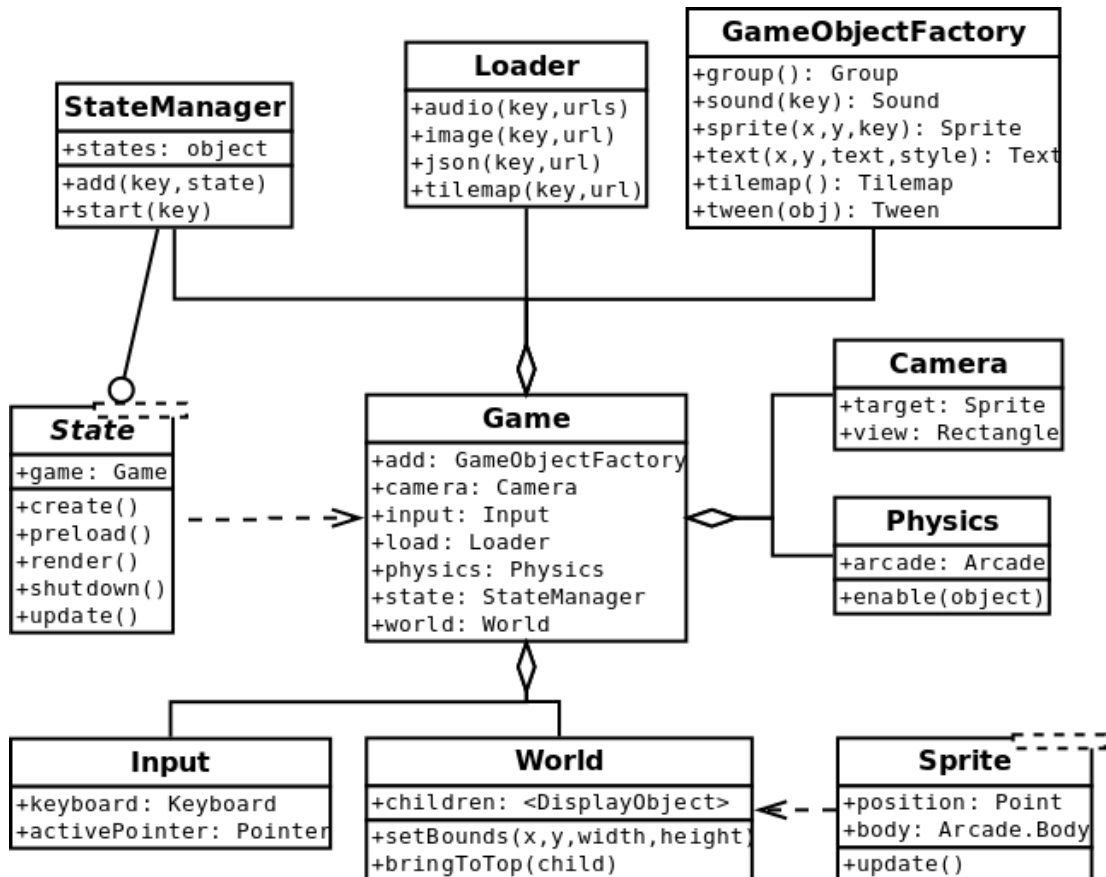 StateManager
+states: object
+add(key,state)
+start(key)
Loader
+audio(key,urls)
+image(key,url)
+json(key,url)
+tilemap(key,url)
GameObjectFactory
+group(): Group
+sound(key): Sound
+sprite(x,y,key): Sprite
+text(x,y,text,style): Text
+tilemap(): Tilemap
+tween(obj): Tween
State
+game: Game
+create()
+preload()
+render()
+shutdown()
+update()
Game
+add: GameObjectFactory
+camera: Camera
+input: Input
+load: Loader
+physics: Physics
+state: StateManager
+world: World
Camera
+target: Sprite
+view: Rectangle
Physics
+arcade: Arcade
+enable(object)
Input
+keyboard: Keyboard
+activePointer: Pointer
World
+children: <DisplayObject>
+setBounds(x,y,width,height)
+bringToTop(child)
Sprite
+position: Point
+body: Arcade.Body
+update()